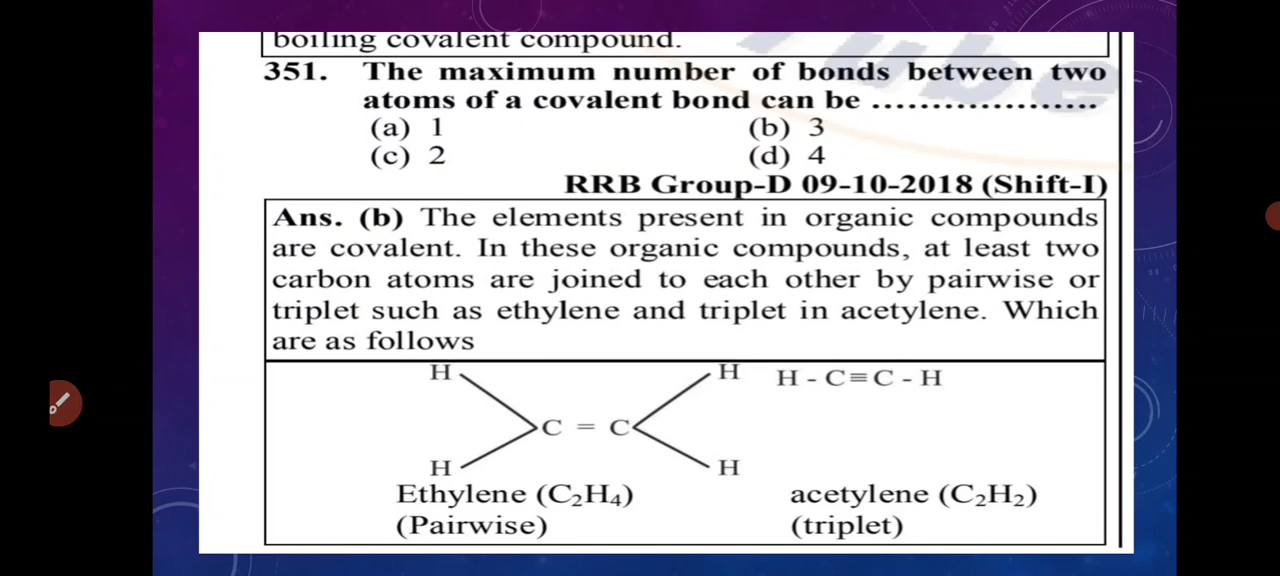 boiling covalent compound.
351. The maximum number of bonds between two
atoms of a covalent bond can be .....................
(a) 1 (b) 3
(c) 2 (d) 4
RRB Group-D 09-10-2018 (Shift-I)
Ans. (b) The elements present in organic compounds
are covalent. In these organic compounds, at least two
carbon atoms are joined to each other by pairwise or
triplet such as ethylene and triplet in acetylene. Which
are as follows
H H H - C≡C - H
C = C
H H
Ethylene (C₂H₄) acetylene (C₂H₂)
(Pairwise) (triplet)